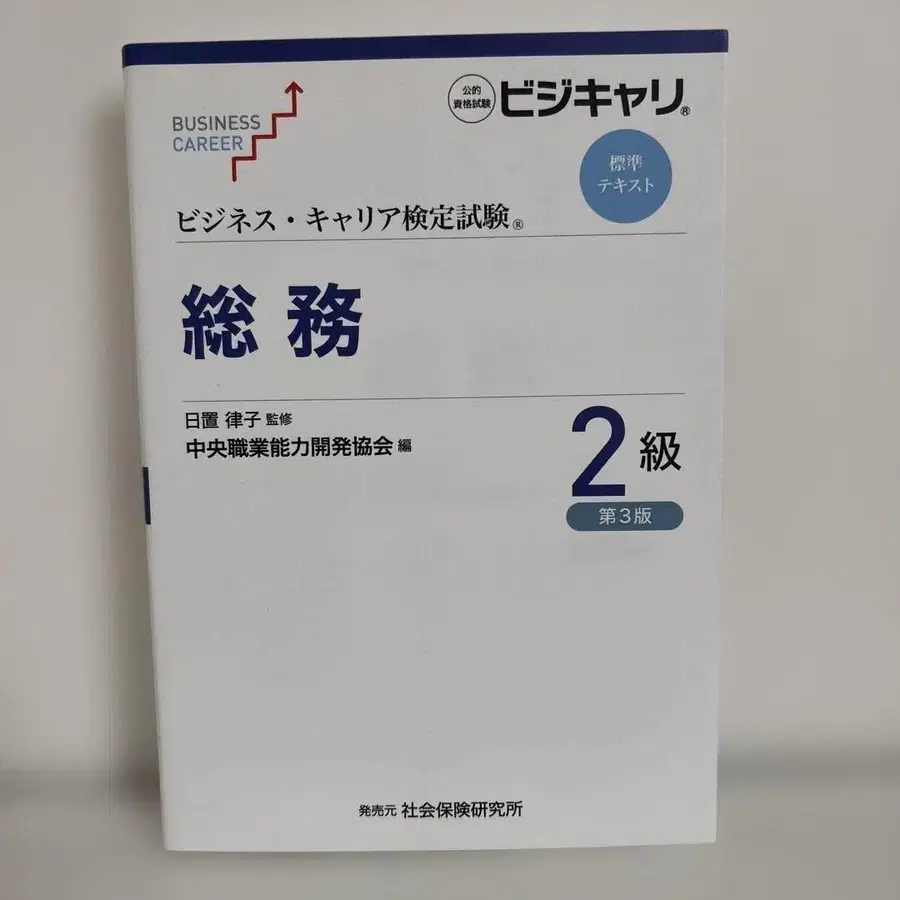 BUSINESS
CAREER
公的
資格試験
ビジキャリ®
標準
テキスト
ビジネス・キャリア検定試験®
総務
日置 律子 監修
中央職業能力開発協会 編
2級
第3版
発売元 社会保険研究所